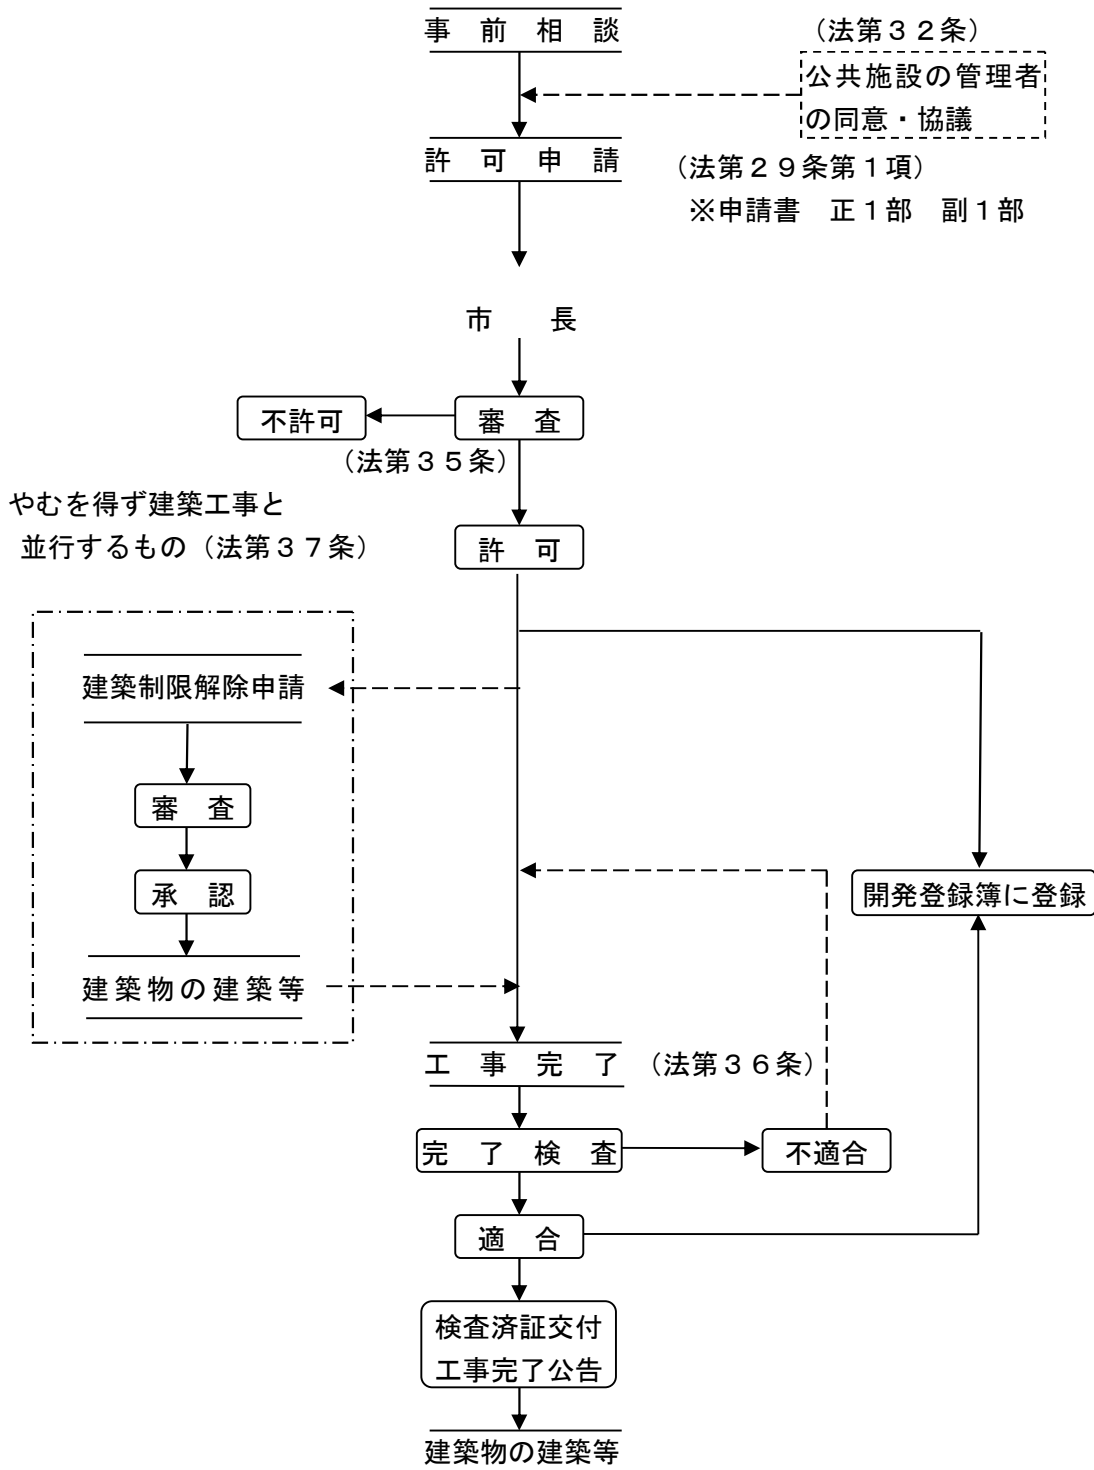 事前相談
（法第３２条）
公共施設の管理者
の同意・協議
許可申請
（法第２９条第１項）
※申請書　正１部　副１部
市　長
不許可
審　査
（法第３５条）
やむを得ず建築工事と
並行するもの（法第３７条）
許　可
建築制限解除申請
審　査
承　認
開発登録簿に登録
建築物の建築等
工事完了
（法第３６条）
完了検査
不適合
適　合
検査済証交付
工事完了公告
建築物の建築等